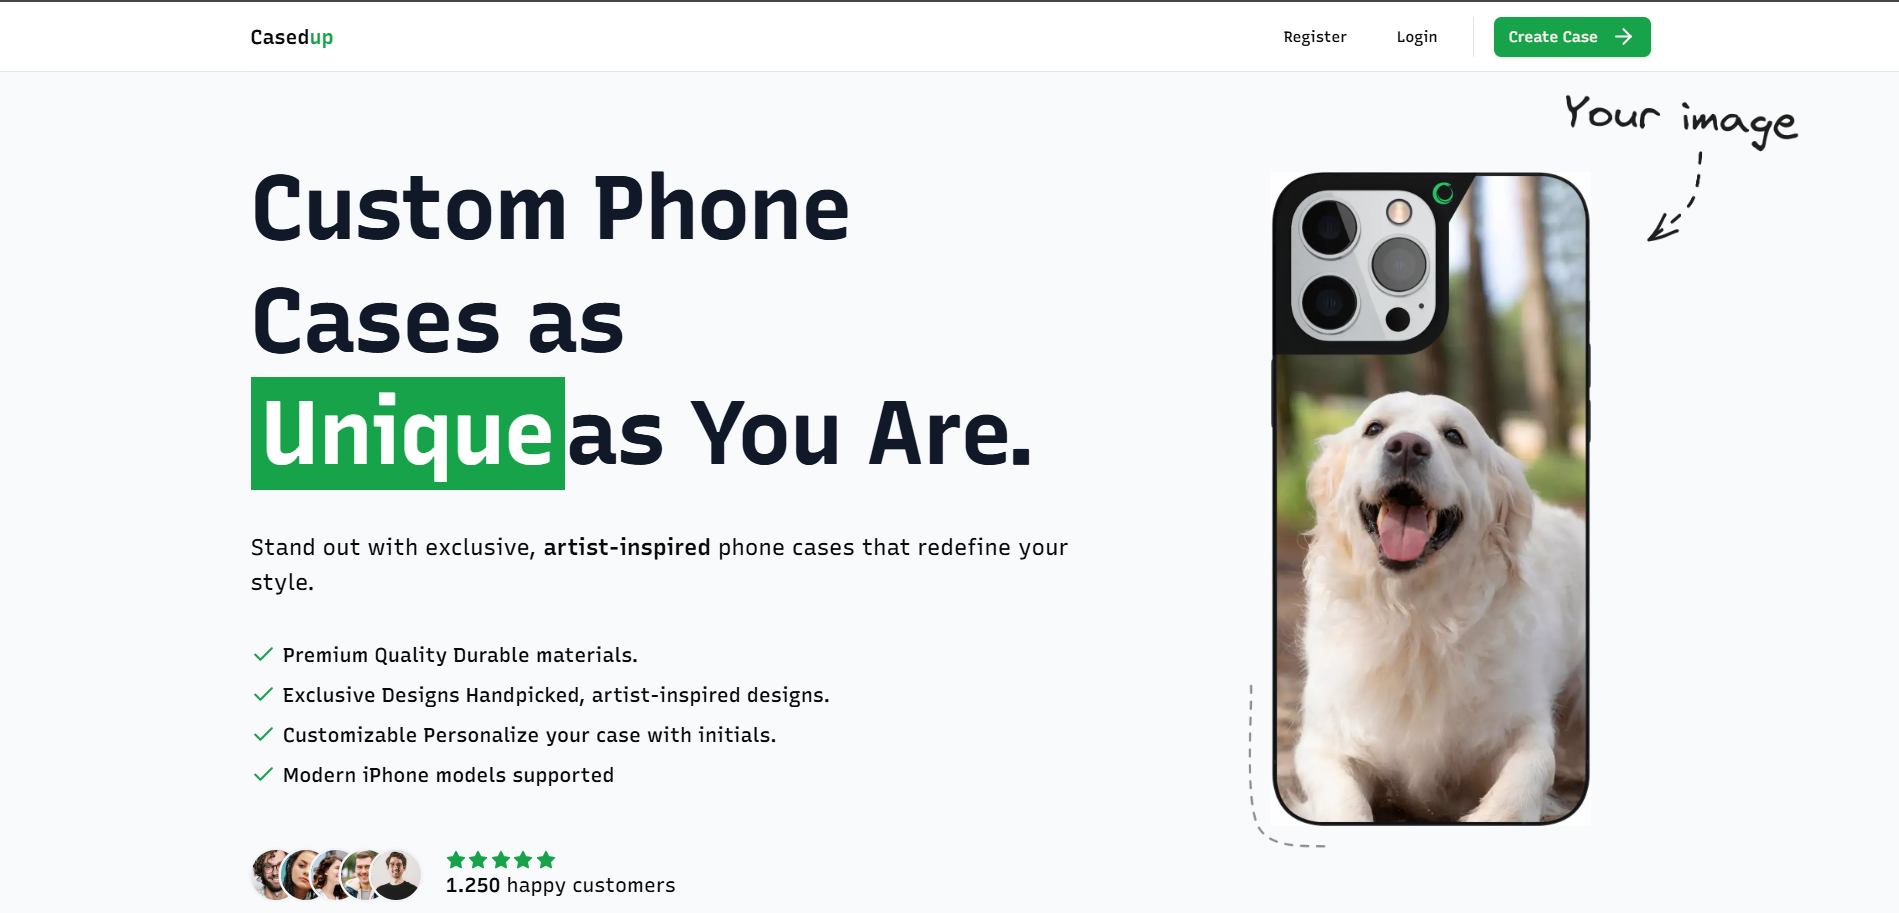 Casedup
Register
Login
Create Case
Your image
Custom Phone
Cases as
Unique as You Are.
Stand out with exclusive, artist-inspired phone cases that redefine your
style.
Premium Quality Durable materials.
Exclusive Designs Handpicked, artist-inspired designs.
Customizable Personalize your case with initials.
Modern iPhone models supported
1.250 happy customers